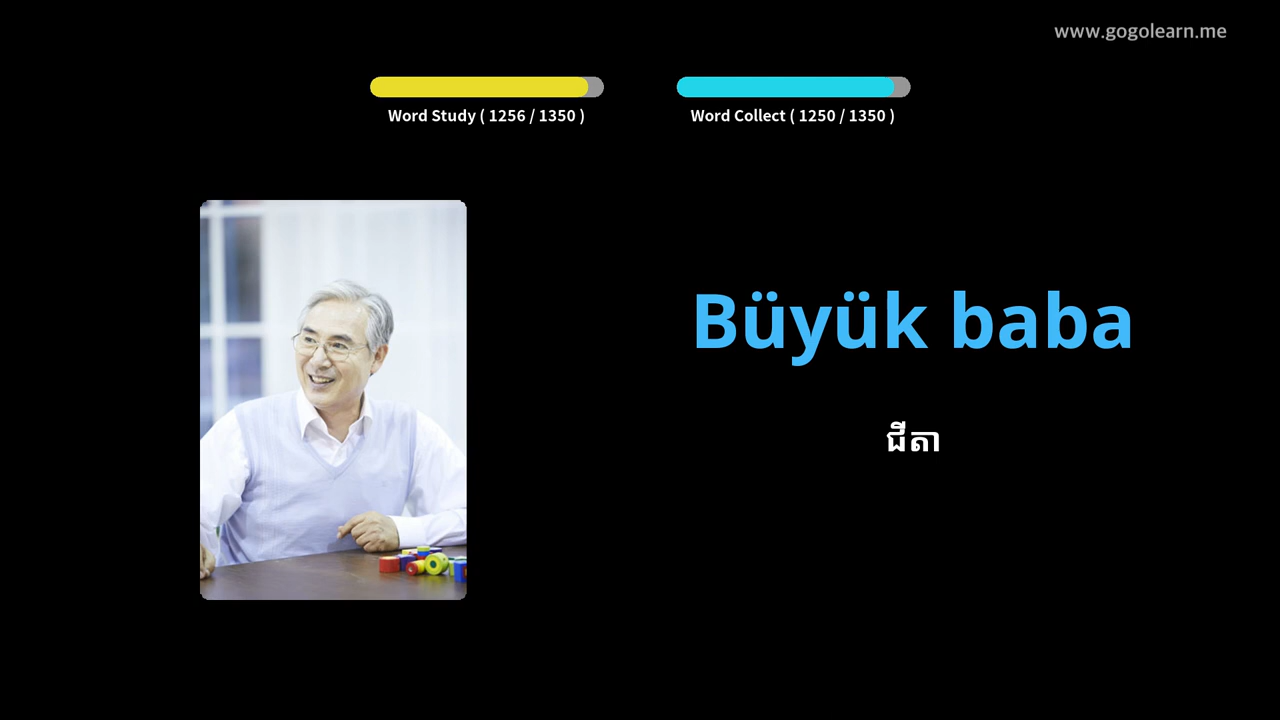 www.gogolearn.me
Word Study ( 1256 / 1350 )
Word Collect ( 1250 / 1350 )
Büyük baba
ជីតា